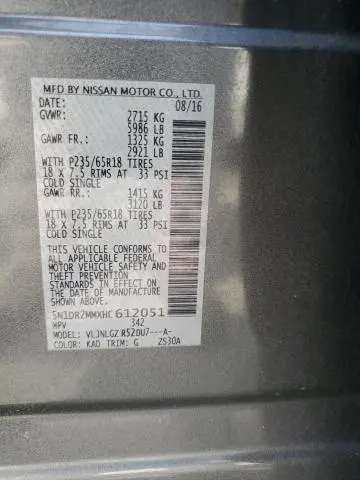 MFD BY NISSAN MOTOR CO., LTD.
DATE: 08/16
GVWR: 2715 KG
5986 LB
GAWR FR.: 1325 KG
2921 LB
WITH P235/65R18 TIRES
18 X 7.5 RIMS AT 33 PSI
COLD SINGLE
GAWR RR.: 1415 KG
3120 LB
WITH P235/65R18 TIRES
18 X 7.5 RIMS AT 33 PSI
COLD SINGLE
THIS VEHICLE CONFORMS TO
ALL APPLICABLE FEDERAL
MOTOR VEHICLE SAFETY AND
THEFT PREVENTION
STANDARDS IN EFFECT ON THE
DATE OF MANUFACTURE SHOWN
ABOVE.
5N1DR2MMXHC612051
MPV 342
MODEL: VLJNLGZ R52DU7---A-
COLOR: KAD TRIM: G ZS30A